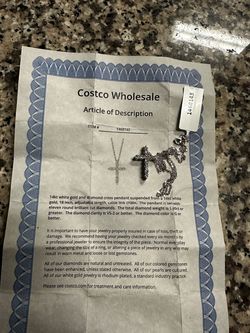 Costco Wholesale
Article of Description
ITEM #
1468143
14kt white gold and diamond cross pendant suspended from a 14kt white
gold, 18 inch, adjustable length, cable link chain. The pendant is
eleven round brilliant cut diamonds. The total diamond weight is
greater. The diamond clarity is VS-2 or better. The diamond color is
better.
It is important to have your jewelry properly insured in case of loss, theft or
damage. We recommend having your jewelry checked every six months by
a professional jeweler to ensure the integrity of the piece. Normal everyday
wear, changing the size of a ring, or altering a piece of jewelry in any way may
result in worn metal and loose or lost gemstones.
All of our diamonds are natural and untreated. All of our colored gemstones
have been enhanced, unless stated otherwise. All of our pearls are cultured.
All of our white gold jewelry is rhodium plated, a standard industry practice.
Please see costco.com for treatment and care information.